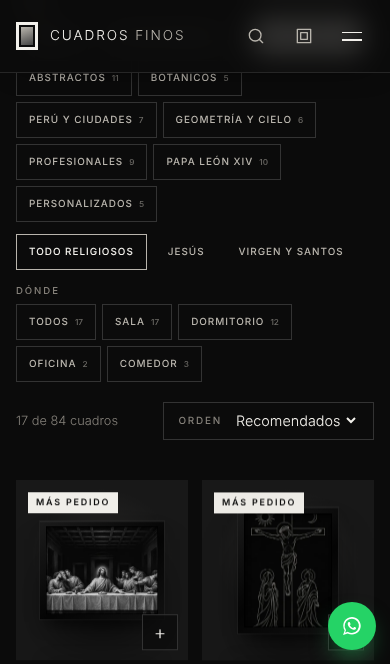 CUADROS FINOS
ABSTRACTOS 11 BOTÁNICOS 5
PERÚ Y CIUDADES 7 GEOMETRÍA Y CIELO 6
PROFESIONALES 9 PAPA LEÓN XIV 10
PERSONALIZADOS 5
TODO RELIGIOSOS JESÚS VIRGEN Y SANTOS
DÓNDE
TODOS 17 SALA 17 DORMITORIO 12
OFICINA 2 COMEDOR 3
17 de 84 cuadros ORDEN Recomendados
MÁS PEDIDO MÁS PEDIDO
+